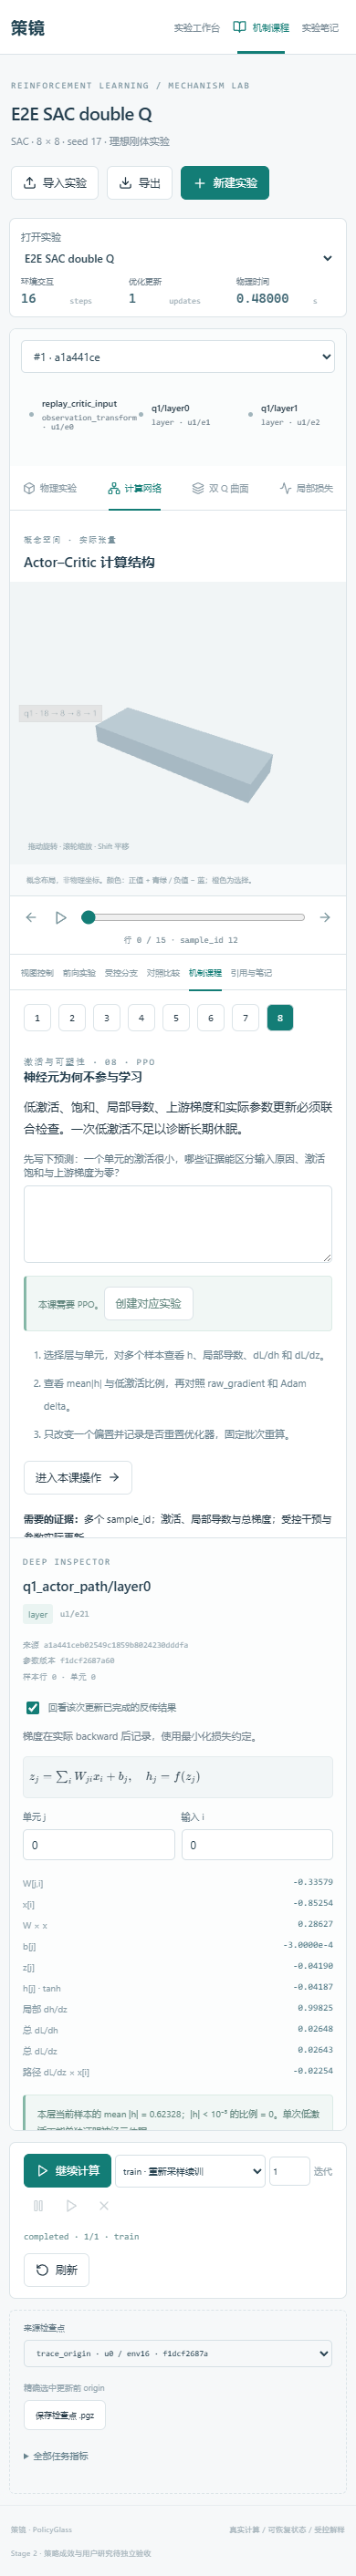 策镜
实验工作台 机制课程 实验笔记
REINFORCEMENT LEARNING / MECHANISM LAB
E2E SAC double Q
SAC · 8 × 8 · seed 17 · 理想刚体实验
导入实验 导出 新建实验
打开实验
E2E SAC double Q
环境交互 优化更新 物理时间
16 steps 1 updates 0.48000 s
#1 · a1a441ce
replay_critic_input
observation_transform · u1/e0
q1/layer0
layer · u1/e1
q1/layer1
layer · u1/e2
物理实验 计算网络 双 Q 曲面 局部损失
概念空间 · 实际张量
Actor–Critic 计算结构
拖动旋转 · 滚轮缩放 · Shift 平移
概念布局，非物理坐标。颜色：正值 + 青绿 / 负值 − 蓝；橙色为选择。
行 0 / 15 · sample_id 12
视图控制 前向实验 受控分支 对照比较 机制课程 引用与笔记
1 2 3 4 5 6 7 8
激活与可塑性 · 08 · PPO
神经元为何不参与学习
低激活、饱和、局部导数、上游梯度和实际参数更新必须联
合检查。一次低激活不足以诊断长期休眠。
先写下预测：一个单元的激活很小，哪些证据能区分输入原因、激活
饱和与上游梯度为零？
本课需要 PPO。 创建对应实验
1. 选择层与单元，对多个样本查看 h、局部导数、dL/dh 和 dL/dz。
2. 查看 mean|h| 与低激活比例，再对照 raw_gradient 和 Adam
delta。
3. 只改变一个偏置并记录是否重置优化器，固定批次重算。
进入本课操作
需要的证据：多个 sample_id；激活、局部导数与总梯度；受控干预与
DEEP INSPECTOR
q1_actor_path/layer0
layer u1/e21
来源 a1a441ceb02549c1859b8024230dddfa
参数版本 f1dcf2687a60
样本行 0 · 单元 0
回看该次更新已完成的反传结果
梯度在实际 backward 后记录，使用最小化损失约定。
z_j = ∑_i W_{ji} x_i + b_j, h_j = f(z_j)
单元 j 输入 i
0 0
W[j,i] -0.33579
x[i] -0.85254
W × x 0.28627
b[j] -3.0000e-4
z[j] -0.04190
h[j] · tanh -0.04187
局部 dh/dz 0.99825
总 dL/dh 0.02648
总 dL/dz 0.02643
路径 dL/dz × x[i] -0.02254
本层当前样本的 mean |h| = 0.62328；|h| < 10⁻³ 的比例 = 0。单次低激
继续计算 train · 重新采样续训 1 迭代
completed · 1/1 · train
刷新
来源检查点
trace_origin · u0 / env16 · f1dcf2687a
精确选中更新前 origin
保存检查点 .pgz
全部任务指标
策镜 · PolicyGlass 真实计算 / 可恢复状态 / 受控解释
Stage 2 · 策略成效与用户研究待独立验收